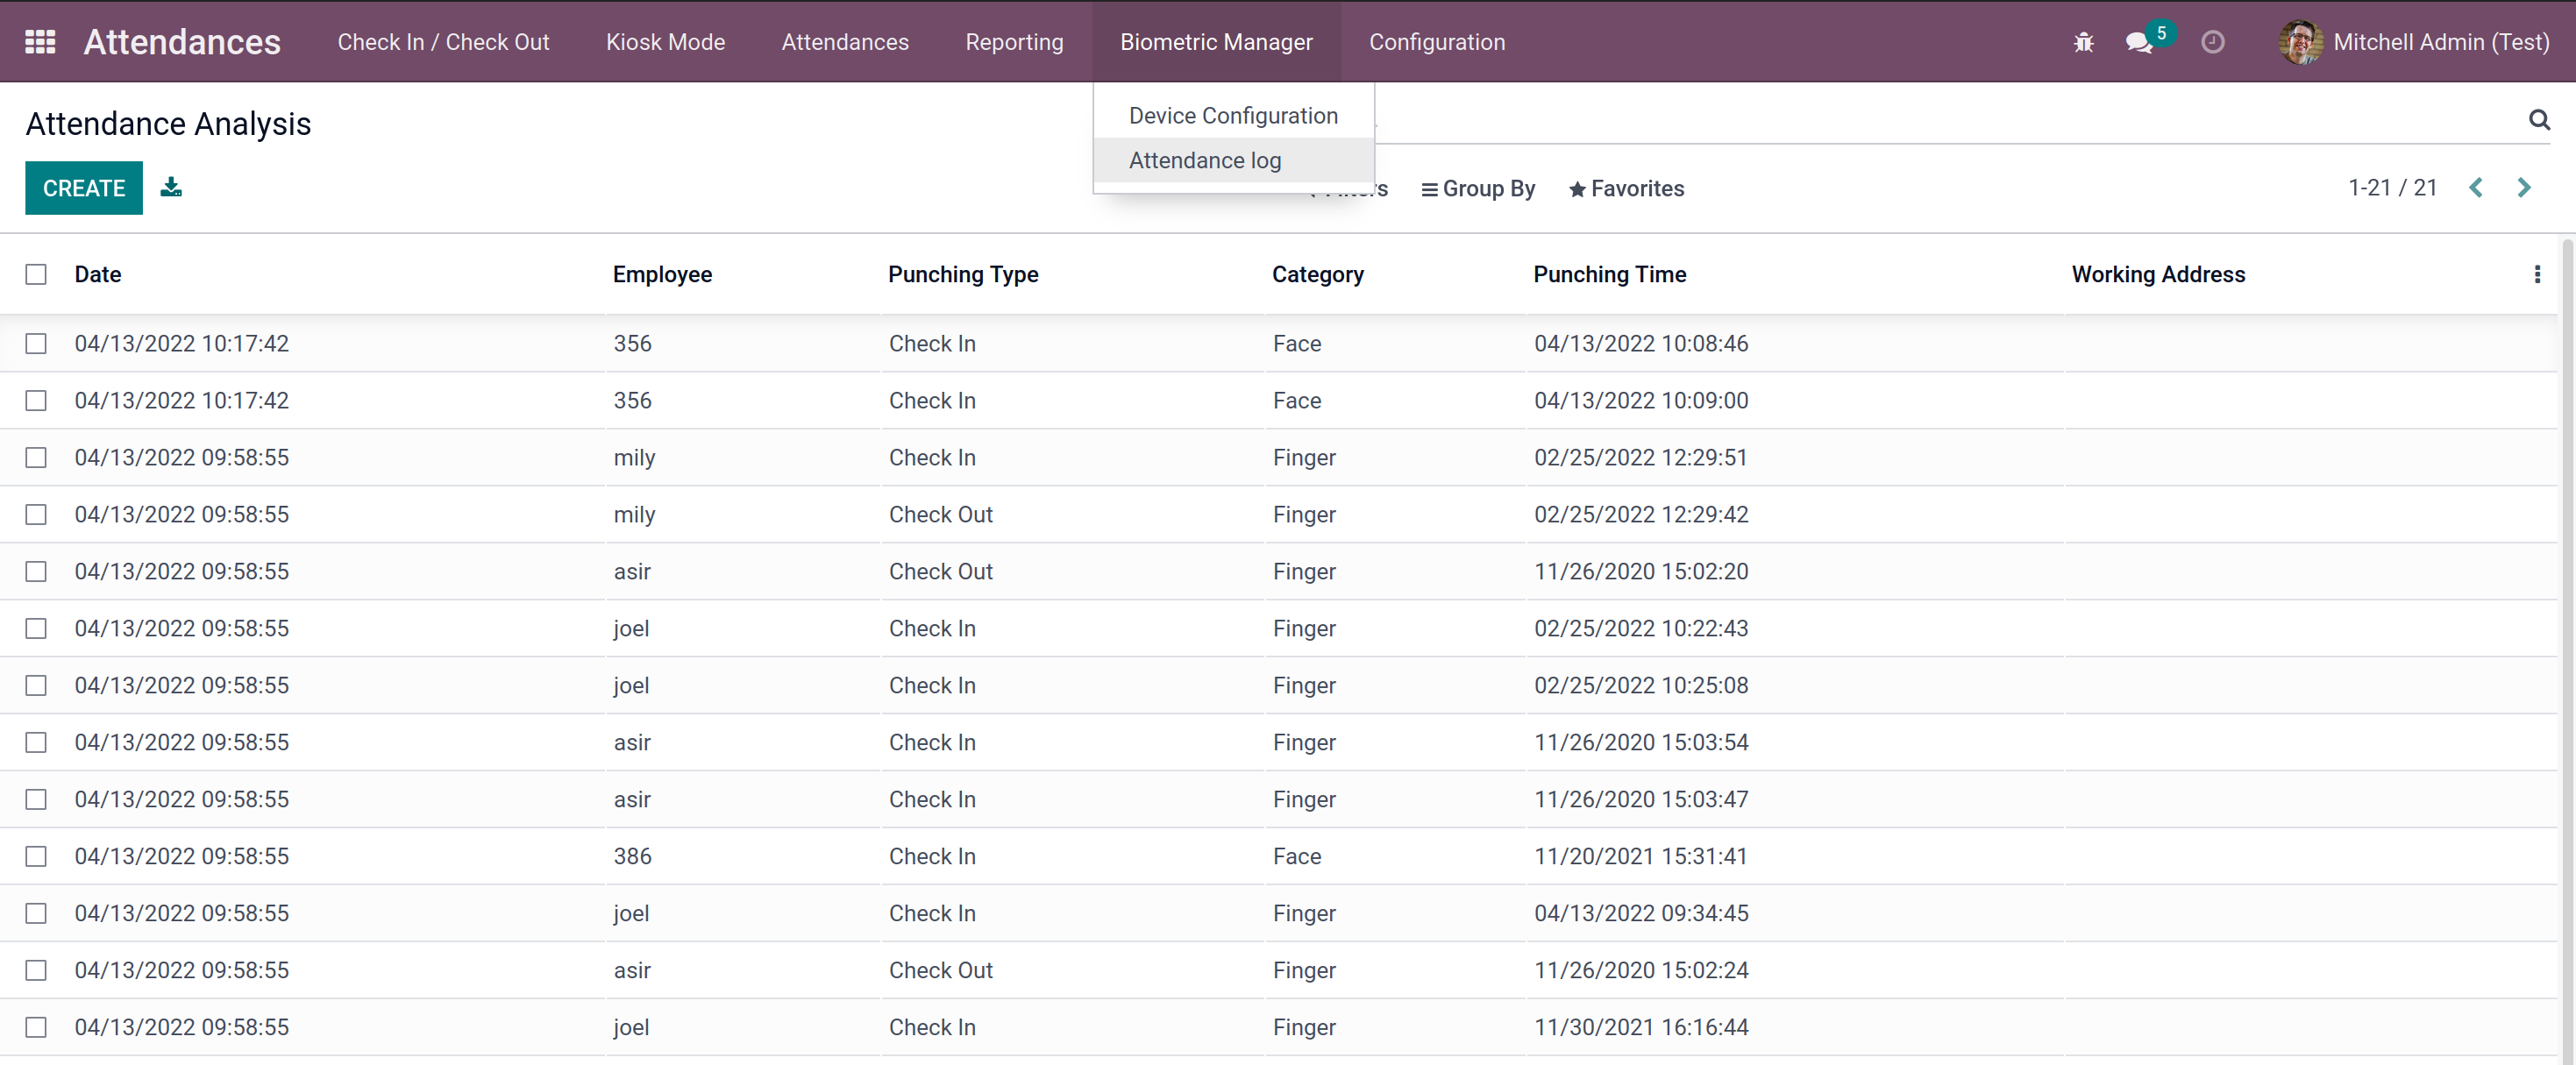 Attendances Check In / Check Out Kiosk Mode Attendances Reporting Biometric Manager Configuration 5 Mitchell Admin (Test)
Attendance Analysis
Device Configuration
Attendance log
CREATE Group By Favorites 1-21 / 21
Date Employee Punching Type Category Punching Time Working Address
04/13/2022 10:17:42 356 Check In Face 04/13/2022 10:08:46
04/13/2022 10:17:42 356 Check In Face 04/13/2022 10:09:00
04/13/2022 09:58:55 mily Check In Finger 02/25/2022 12:29:51
04/13/2022 09:58:55 mily Check Out Finger 02/25/2022 12:29:42
04/13/2022 09:58:55 asir Check Out Finger 11/26/2020 15:02:20
04/13/2022 09:58:55 joel Check In Finger 02/25/2022 10:22:43
04/13/2022 09:58:55 joel Check In Finger 02/25/2022 10:25:08
04/13/2022 09:58:55 asir Check In Finger 11/26/2020 15:03:54
04/13/2022 09:58:55 asir Check In Finger 11/26/2020 15:03:47
04/13/2022 09:58:55 386 Check In Face 11/20/2021 15:31:41
04/13/2022 09:58:55 joel Check In Finger 04/13/2022 09:34:45
04/13/2022 09:58:55 asir Check Out Finger 11/26/2020 15:02:24
04/13/2022 09:58:55 joel Check In Finger 11/30/2021 16:16:44